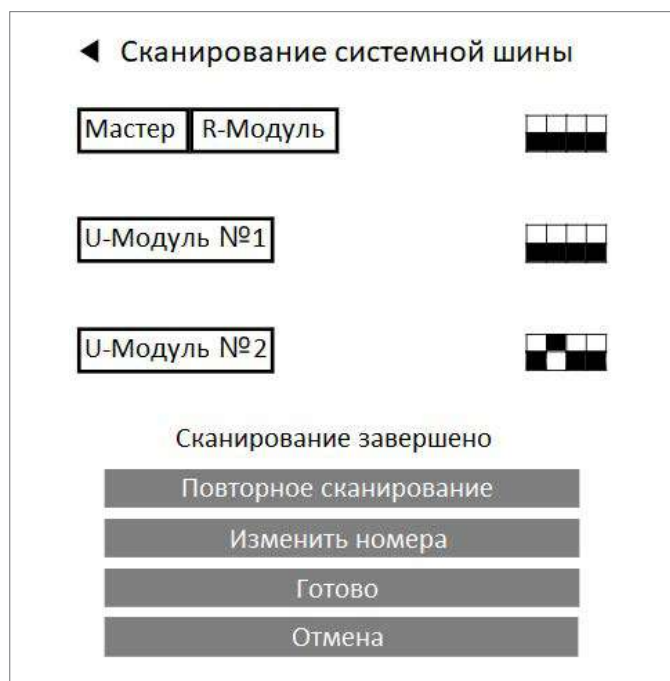 Сканирование системной шины
Мастер R-Модуль
U-Модуль №1
U-Модуль №2
Сканирование завершено
Повторное сканирование
Изменить номера
Готово
Отмена